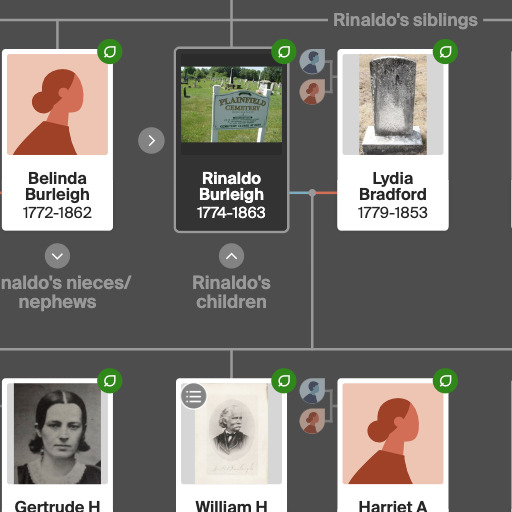 Rinaldo's siblings
Belinda
Burleigh
1772-1862
PLAINFIELD
CEMETERY
Rinaldo
Burleigh
1774-1863
Lydia
Bradford
1779-1853
naldo's nieces/
nephews
Rinaldo's
children
Gertrude H
William H
Harriet A